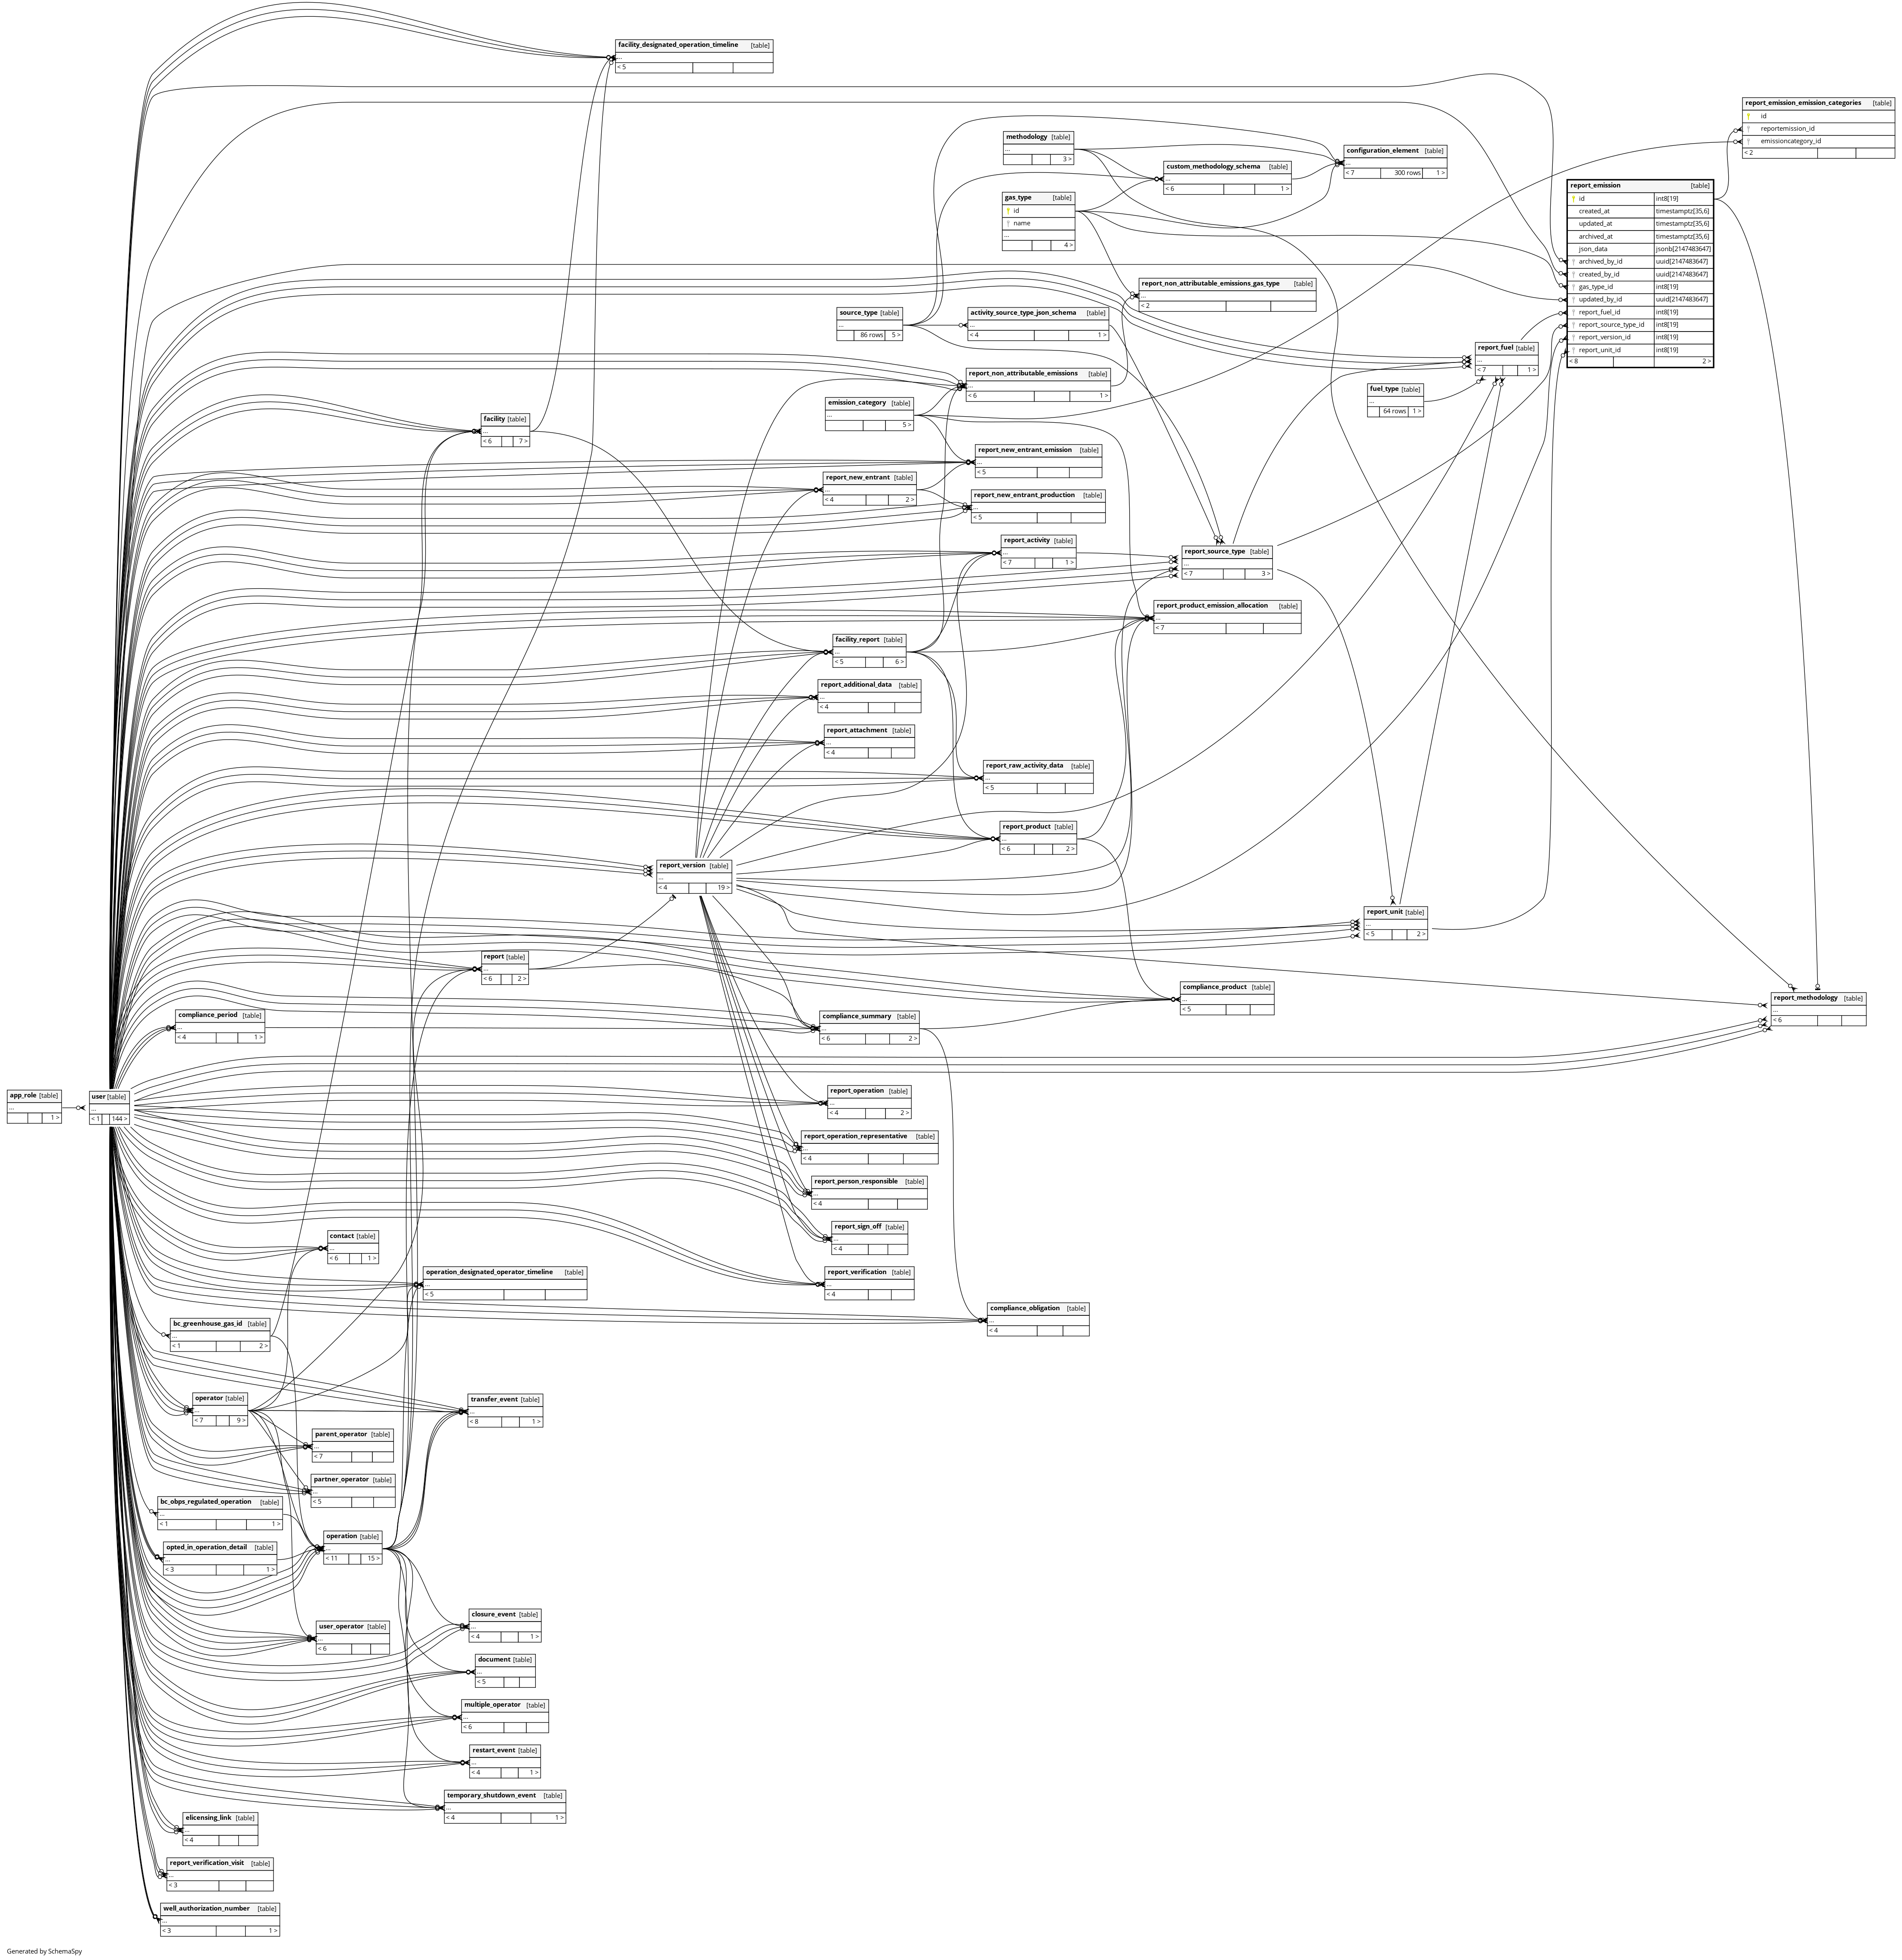 facility_designated_operation_timeline [table]
...
< 5
report_emission_emission_categories [table]
id
reportemission_id
emissioncategory_id
< 2
methodology [table]
...
3 >
configuration_element [table]
...
< 7 300 rows 1 >
custom_methodology_schema [table]
...
< 6 1 >
report_emission [table]
id int8[19]
created_at timestamptz[35,6]
updated_at timestamptz[35,6]
archived_at timestamptz[35,6]
json_data jsonb[2147483647]
archived_by_id uuid[2147483647]
created_by_id uuid[2147483647]
gas_type_id int8[19]
updated_by_id uuid[2147483647]
report_fuel_id int8[19]
report_source_type_id int8[19]
report_version_id int8[19]
report_unit_id int8[19]
< 8 2 >
gas_type [table]
id
name
...
4 >
report_non_attributable_emissions_gas_type [table]
...
< 2
source_type [table]
...
86 rows 5 >
activity_source_type_json_schema [table]
...
< 4 1 >
report_fuel [table]
...
< 7 1 >
report_non_attributable_emissions [table]
...
< 6 1 >
fuel_type [table]
...
64 rows 1 >
emission_category [table]
...
5 >
facility [table]
...
< 6 7 >
report_new_entrant_emission [table]
...
< 5
report_new_entrant [table]
...
< 4 2 >
report_new_entrant_production [table]
...
< 5
report_activity [table]
...
< 7 1 >
report_source_type [table]
...
< 7 3 >
report_product_emission_allocation [table]
...
< 7
facility_report [table]
...
< 5 6 >
report_additional_data [table]
...
< 4
report_attachment [table]
...
< 4
report_raw_activity_data [table]
...
< 5
report_product [table]
...
< 6 2 >
report_version [table]
...
< 4 19 >
report_unit [table]
...
< 5 2 >
report [table]
...
< 6 2 >
compliance_product [table]
...
< 5
report_methodology [table]
...
< 6
compliance_period [table]
...
< 4 1 >
compliance_summary [table]
...
< 6 2 >
app_role [table]
...
1 >
user [table]
...
< 1 144 >
report_operation [table]
...
< 4 2 >
report_operation_representative [table]
...
< 4
report_person_responsible [table]
...
< 4
report_sign_off [table]
...
< 4
contact [table]
...
< 6 1 >
operation_designated_operator_timeline [table]
...
< 5
report_verification [table]
...
< 4
compliance_obligation [table]
...
< 4
bc_greenhouse_gas_id [table]
...
< 1 2 >
operator [table]
...
< 7 9 >
transfer_event [table]
...
< 8 1 >
parent_operator [table]
...
< 7
partner_operator [table]
...
< 5
bc_obps_regulated_operation [table]
...
< 1 1 >
operation [table]
...
< 11 15 >
opted_in_operation_detail [table]
...
< 3 1 >
closure_event [table]
...
< 4 1 >
user_operator [table]
...
< 6
document [table]
...
< 5
multiple_operator [table]
...
< 6
restart_event [table]
...
< 4 1 >
temporary_shutdown_event [table]
...
< 4 1 >
elicensing_link [table]
...
< 4
report_verification_visit [table]
...
< 3
well_authorization_number [table]
...
< 3 1 >
Generated by SchemaSpy